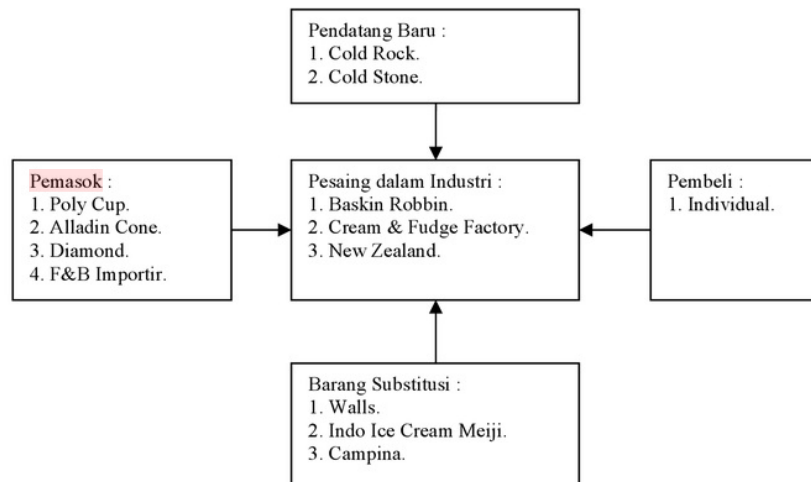 Pendatang Baru :
1. Cold Rock.
2. Cold Stone.
Pemasok :
1. Poly Cup.
2. Alladin Cone.
3. Diamond.
4. F&B Importir.
Pesaing dalam Industri :
1. Baskin Robbin.
2. Cream & Fudge Factory.
3. New Zealand.
Pembeli :
1. Individual.
Barang Substitusi :
1. Walls.
2. Indo Ice Cream Meiji.
3. Campina.